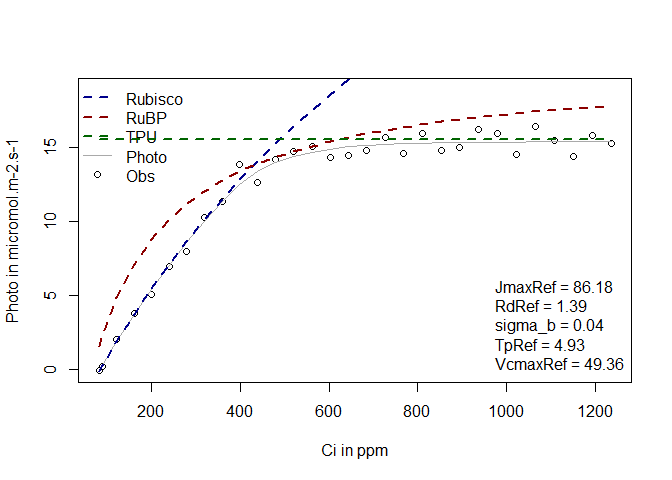 Rubisco
RuBP
TPU
Photo
Obs
Photo in micromol.m-2.s-1
15
10
5
0
JmaxRef = 86.18
RdRef = 1.39
sigma_b = 0.04
TpRef = 4.93
VcmaxRef = 49.36
200 400 600 800 1000 1200
Ci in ppm